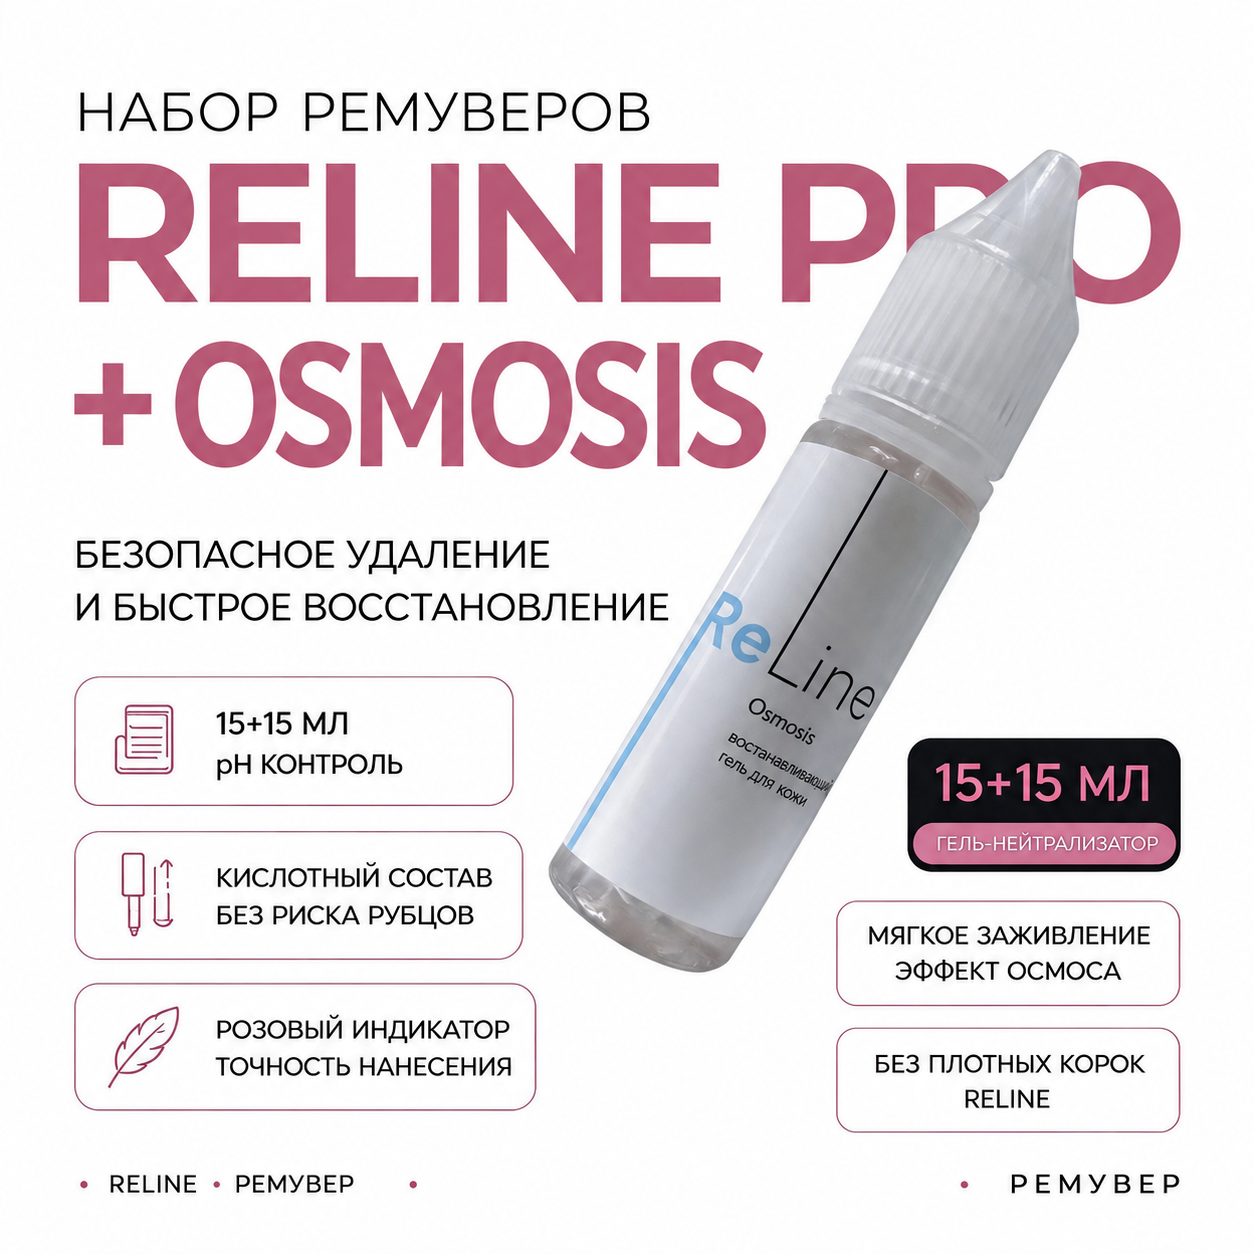 НАБОР РЕМУВЕРОВ
RELINE PRO
+ OSMOSIS
БЕЗОПАСНОЕ УДАЛЕНИЕ
И БЫСТРОЕ ВОССТАНОВЛЕНИЕ
15+15 МЛ
pH КОНТРОЛЬ
КИСЛОТНЫЙ СОСТАВ
БЕЗ РИСКА РУБЦОВ
РОЗОВЫЙ ИНДИКАТОР
ТОЧНОСТЬ НАНЕСЕНИЯ
ReLine
Osmosis
востанавливающий
гель для кожи
15+15 МЛ
ГЕЛЬ-НЕЙТРАЛИЗАТОР
МЯГКОЕ ЗАЖИВЛЕНИЕ
ЭФФЕКТ ОСМОСА
БЕЗ ПЛОТНЫХ КОРОК
RELINE
• RELINE • РЕМУВЕР •
• РЕМУВЕР